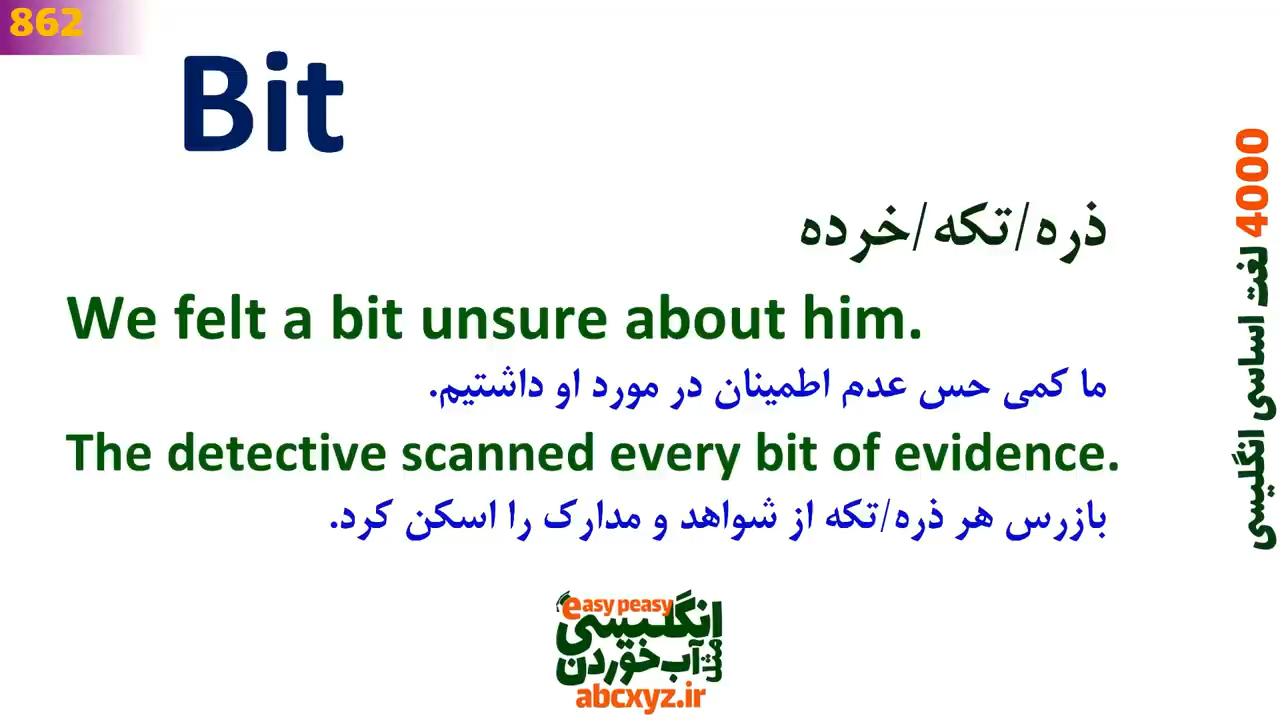 862
Bit
ذره/تکه/خرده
We felt a bit unsure about him.
ما کمی حس عدم اطمینان در مورد او داشتیم.
The detective scanned every bit of evidence.
بازرس هر ذره/تکه از شواهد و مدارک را اسکن کرد.
4000 لغت اساسی انگلیسی
easy peasy
انگلیسی
مثل آب خوردن
abcxyz.ir